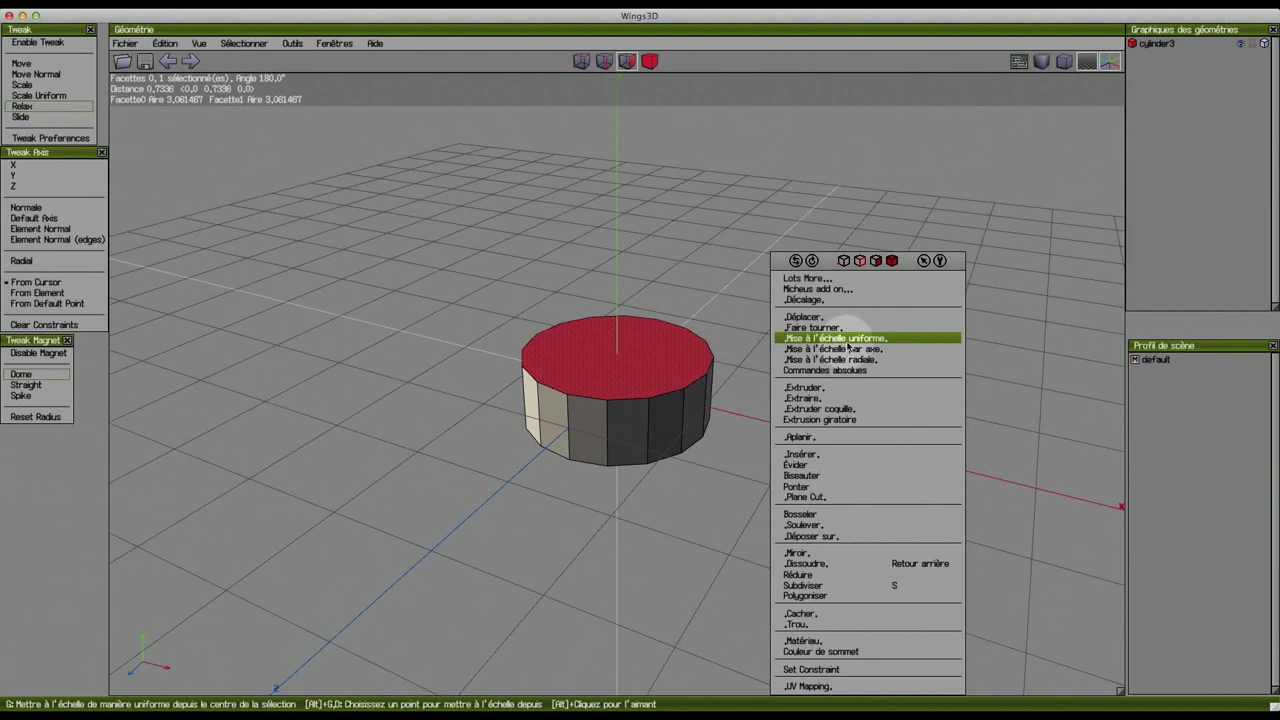 Wings3D
Tweak
Enable Tweak
Move
Move Normal
Scale
Scale Uniform
Relax
Slide
Tweak Preferences
Tweak Axis
X
Y
Z
Normale
Default Axis
Element Normal
Element Normal (edges)
Radial
From Cursor
From Element
From Default Point
Clear Constraints
Tweak Magnet
Disable Magnet
Dome
Straight
Spike
Reset Radius
Géométrie
Fichier Édition Vue Sélectionner Outils Fenêtres Aide
Facettes 0, 1 sélectionné(es). Angle 180.0°
Distance 0.7336 <0.0 0.7336 0.0>
Facette0 Aire 3.061467 Facette1 Aire 3.061467
Lots More...
Micheus add on...
.Décalage.
.Déplacer.
.Faire tourner.
.Mise à l'échelle uniforme.
.Mise à l'échelle par axe.
.Mise à l'échelle radiale.
Commandes absolues
.Extruder.
.Extraire.
.Extruder coquille.
Extrusion giratoire
.Aplanir.
.Insérer.
Évider
Biseauter
Ponter
.Plane Cut.
Bosseler
.Soulever.
.Déposer sur.
.Miroir.
.Dissoudre. Retour arrière
Réduire
Subdiviser S
Polygoniser
.Cacher.
.Trou.
.Matériau.
Couleur de sommet
Set Constraint
.UV Mapping.
X
Z
Graphiques des géométries
cylinder3
Profil de scène
M default
G: Mettre à l'échelle de manière uniforme depuis le centre de la sélection [Alt]+G,D: Choisissez un point pour mettre à l'échelle depuis [Alt]+Cliquez pour l'aimant